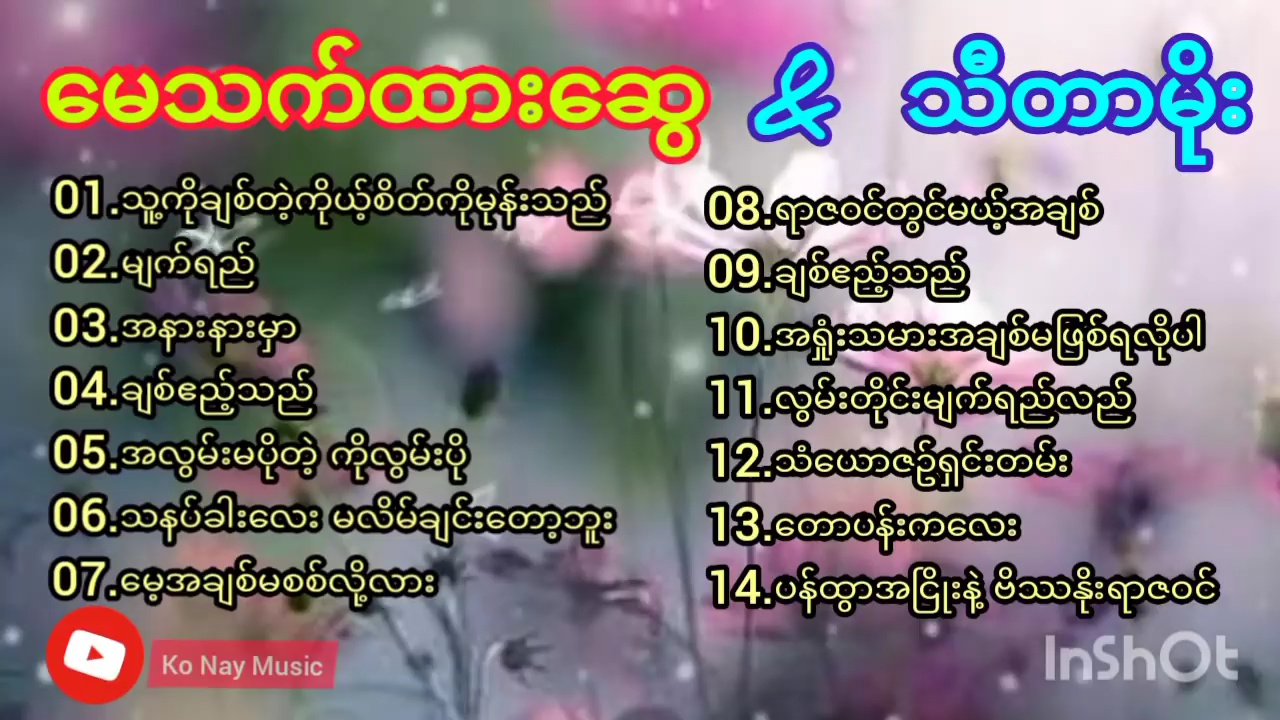 မေသက်ထားဆွေ & သီတာမိုး
01.သူ့ကိုချစ်တဲ့ကိုယ့်စိတ်ကိုမုန်းသည်
02.မျက်ရည်
03.အနားနားမှာ
04.ချစ်ဧည့်သည်
05.အလွမ်းမပိုတဲ့ ကိုလွမ်းပို
06.သနပ်ခါးလေး မလိမ်ချင်းတော့ဘူး
07.မေ့အချစ်မစစ်လို့လား
08.ရာဇဝင်တွင်မယ့်အချစ်
09.ချစ်ဧည့်သည်
10.အရှုံးသမားအချစ်မဖြစ်ရလိုပါ
11.လွမ်းတိုင်းမျက်ရည်လည်
12.သံယောဇဉ်ရှင်းတမ်း
13.တောပန်းကလေး
14.ပန်ထွာအငြိုးနဲ့ ဗိဿနိုးရာဇဝင်
Ko Nay Music
InShOt